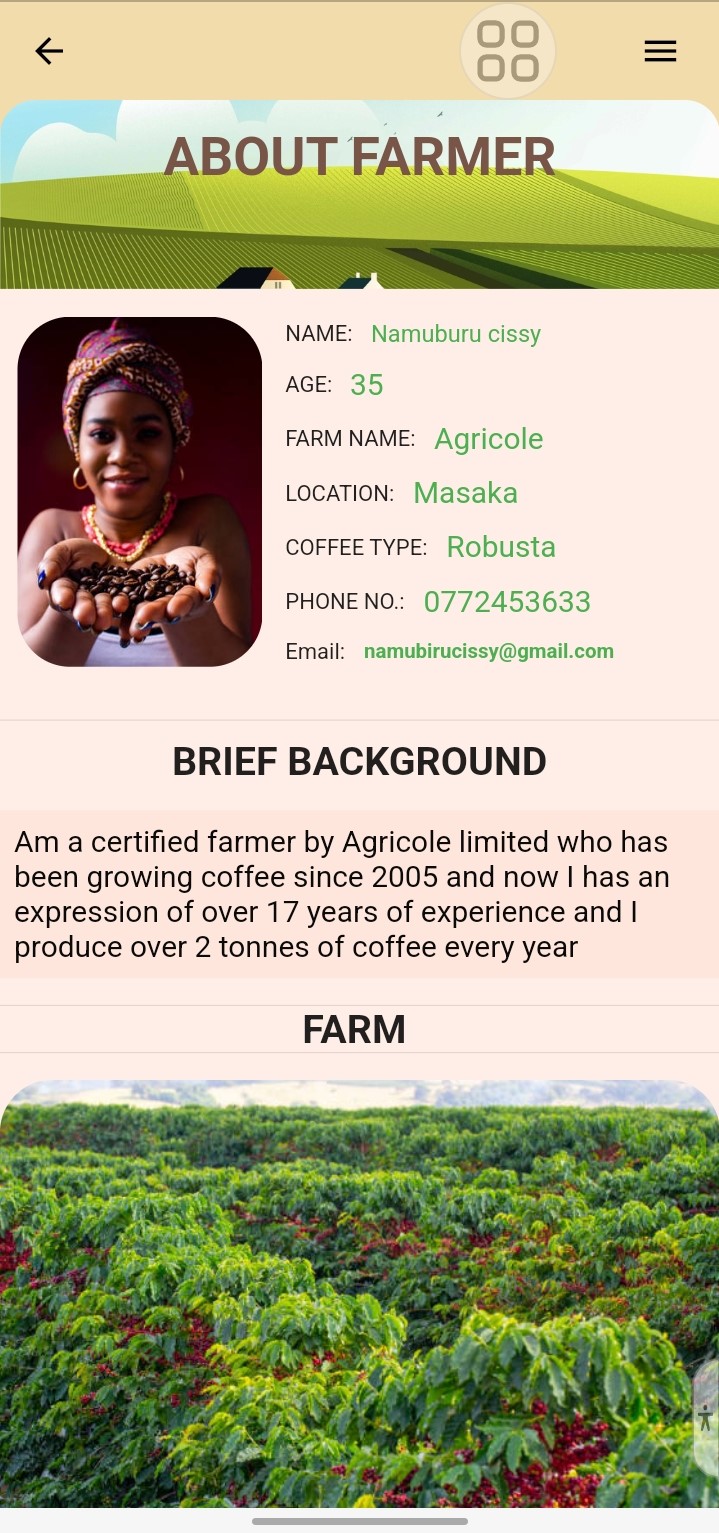 ABOUT FARMER
NAME: Namuburu cissy
AGE: 35
FARM NAME: Agricole
LOCATION: Masaka
COFFEE TYPE: Robusta
PHONE NO.: 0772453633
Email: namubirucissy@gmail.com
BRIEF BACKGROUND
Am a certified farmer by Agricole limited who has
been growing coffee since 2005 and now I has an
expression of over 17 years of experience and I
produce over 2 tonnes of coffee every year
FARM